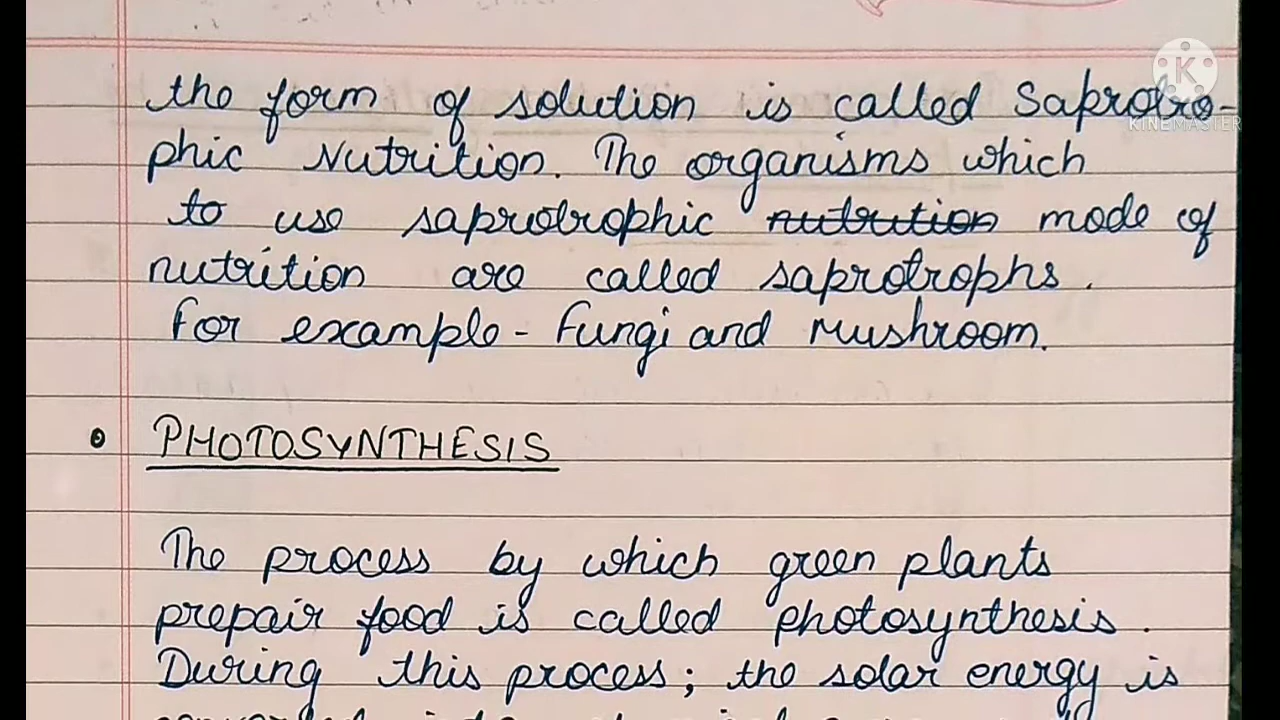 the form of solution is called Saprotro-
phic Nutrition. The organisms which
to use saprotrophic nutrition mode of
nutrition are called saprotrophs.
For example - Fungi and Mushroom.
• PHOTOSYNTHESIS
The process by which green plants
prepair food is called photosynthesis.
During this process; the solar energy is
KINEMASTER